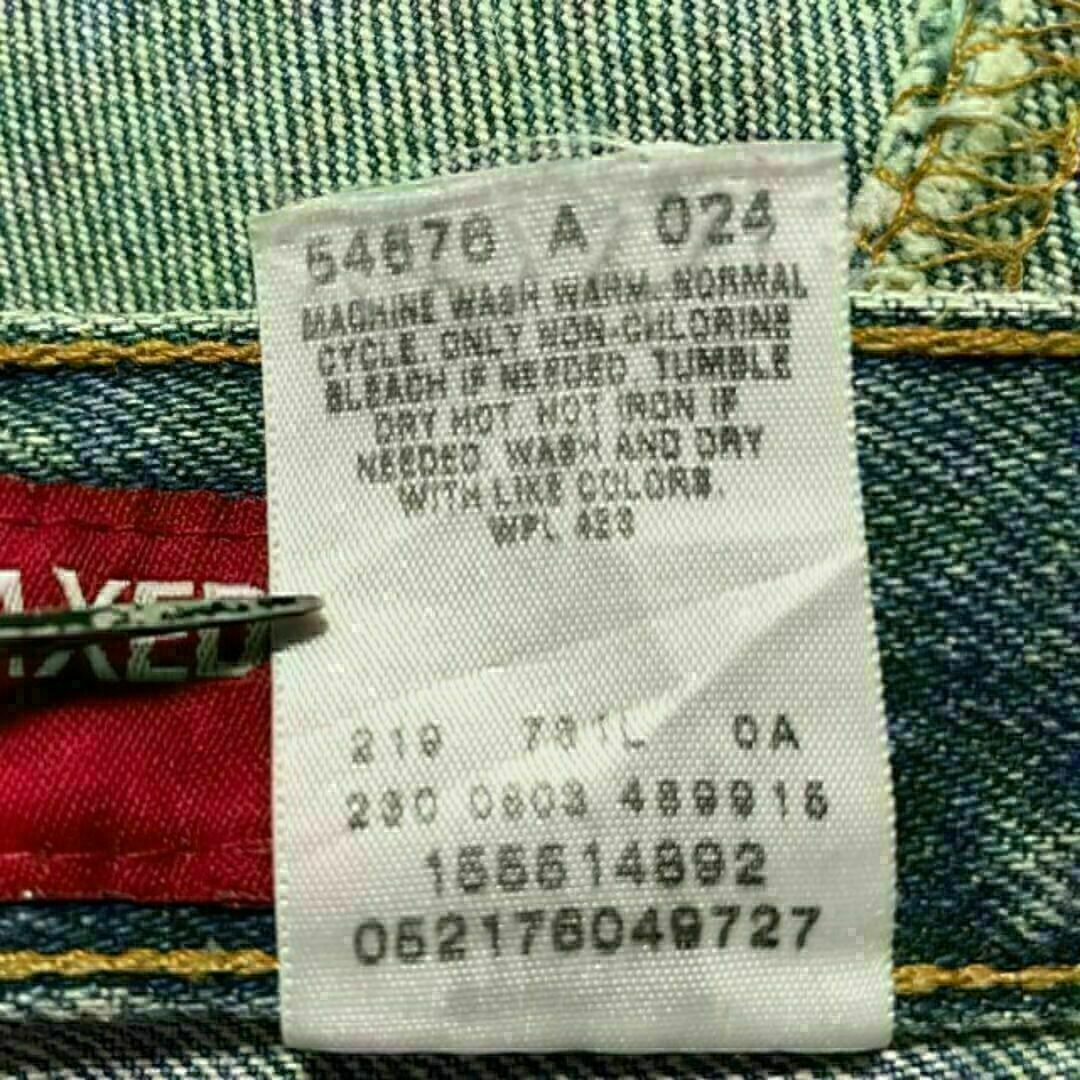 54676 A 024
MACHINE WASH WARM. NORMAL
CYCLE. ONLY NON-CHLORINE
BLEACH IF NEEDED. TUMBLE
DRY HOT. HOT IRON IF
NEEDED. WASH AND DRY
WITH LIKE COLORS.
WPL 423
AXED
219 0A
052176049727